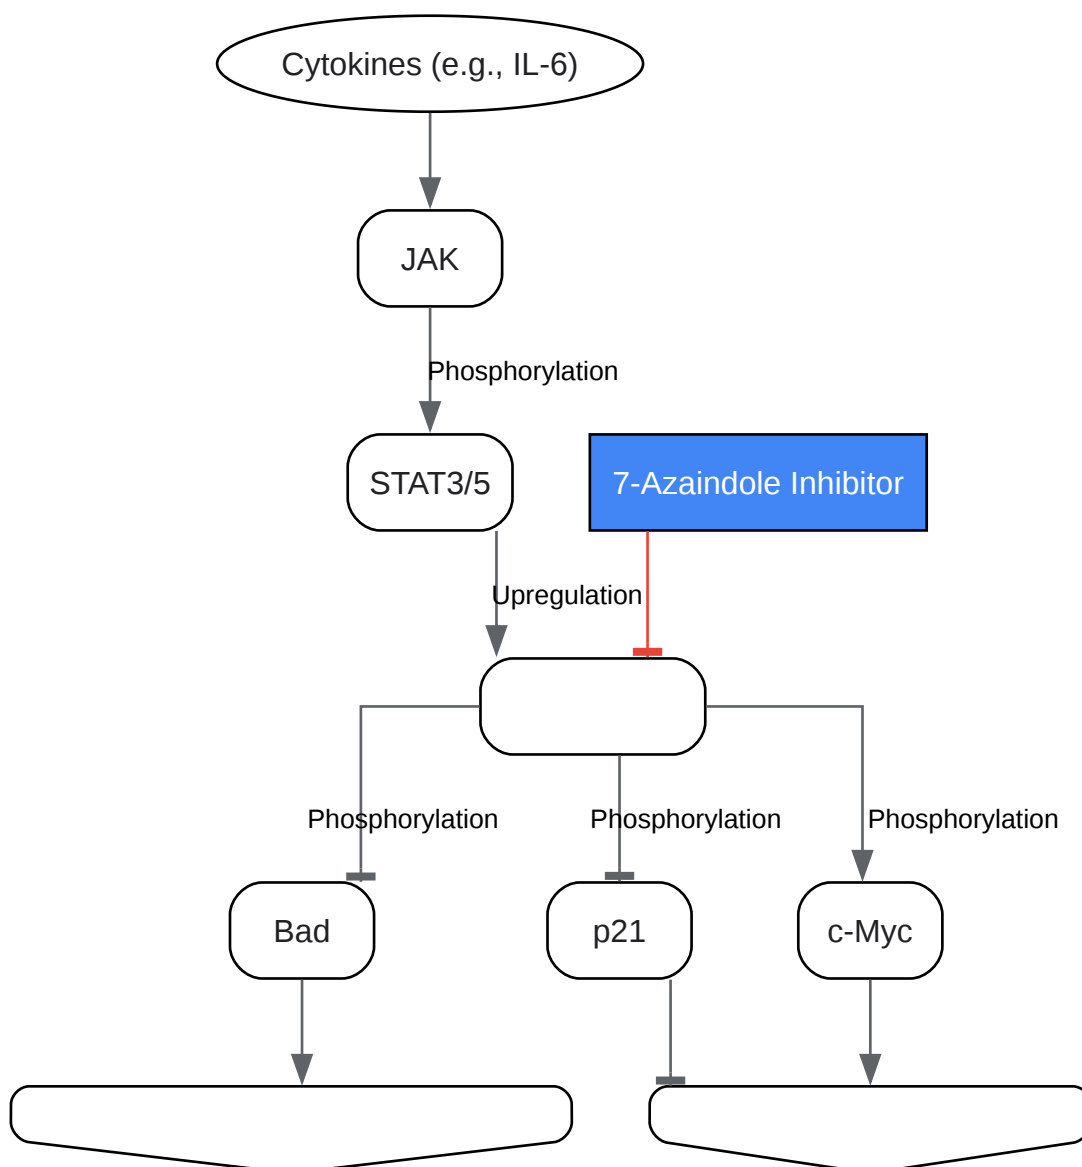 Cytokines (e.g., IL-6)
JAK
Phosphorylation
STAT3/5
7-Azaindole Inhibitor
Upregulation
Phosphorylation
Phosphorylation
Phosphorylation
Bad
p21
c-Myc